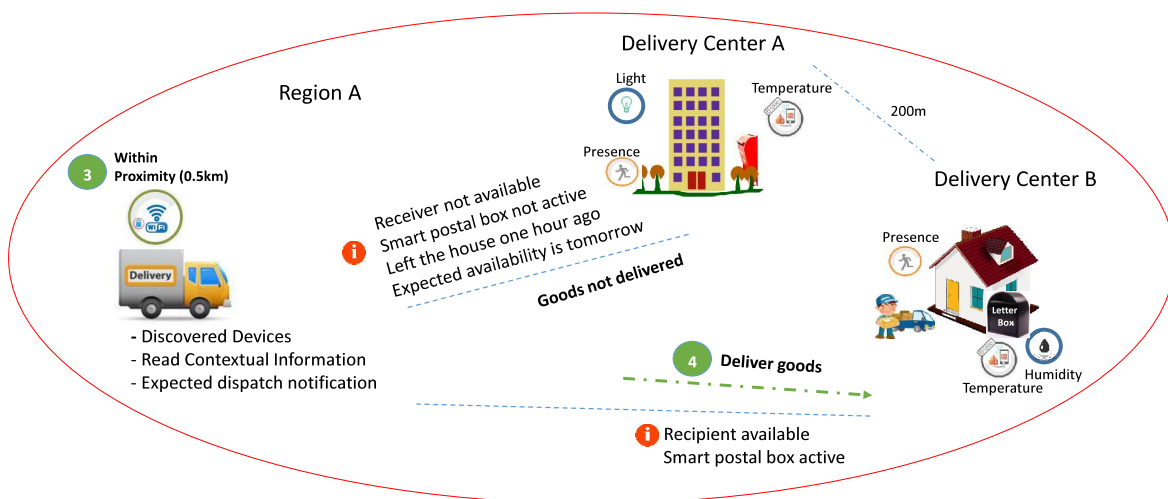 Delivery Center A
Region A
Light
Temperature
200m
Presence
3
Within
Proximity (0.5km)
WiFi
Delivery
- Discovered Devices
- Read Contextual Information
- Expected dispatch notification
i
Receiver not available
Smart postal box not active
Left the house one hour ago
Expected availability is tomorrow
Goods not delivered
Delivery Center B
Presence
Letter
Box
Temperature
Humidity
4
Deliver goods
i
Recipient available
Smart postal box active